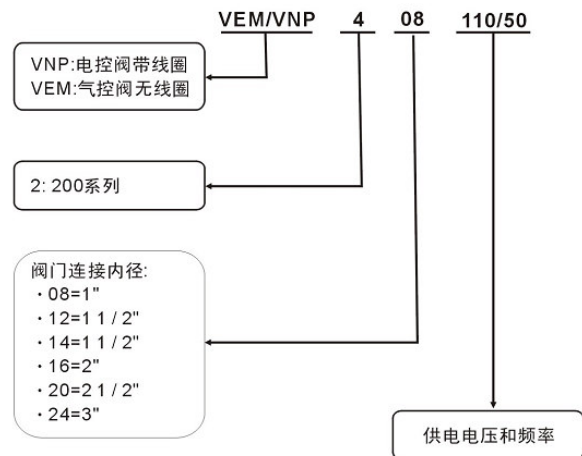 VEM/VNP 4 08 110/50
VNP:电控阀带线圈
VEM:气控阀无线圈
2: 200系列
阀门连接内径:
·08=1"
·12=1 1 / 2"
·14=1 1 / 2"
·16=2"
·20=2 1 / 2"
·24=3"
供电电压和频率